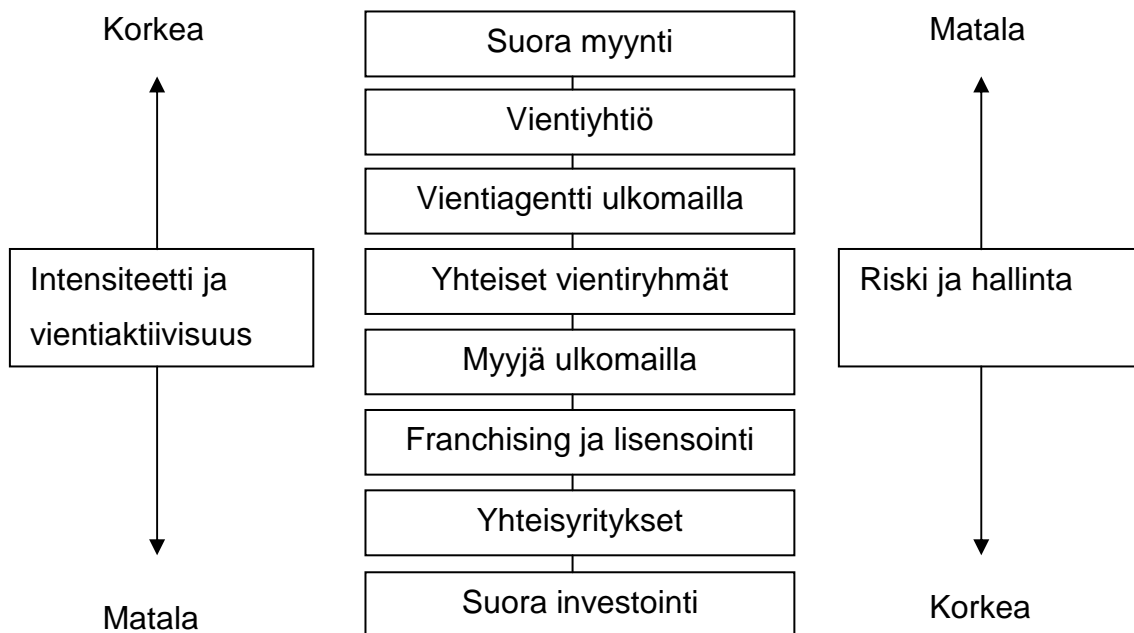 Korkea
Suora myynti
Matala
Vientiyhtiö
Vientiagentti ulkomailla
Intensiteetti ja
vientiaktiivisuus
Yhteiset vientiryhmät
Riski ja hallinta
Myyjä ulkomailla
Franchising ja lisensointi
Yhteisyritykset
Suora investointi
Matala
Korkea